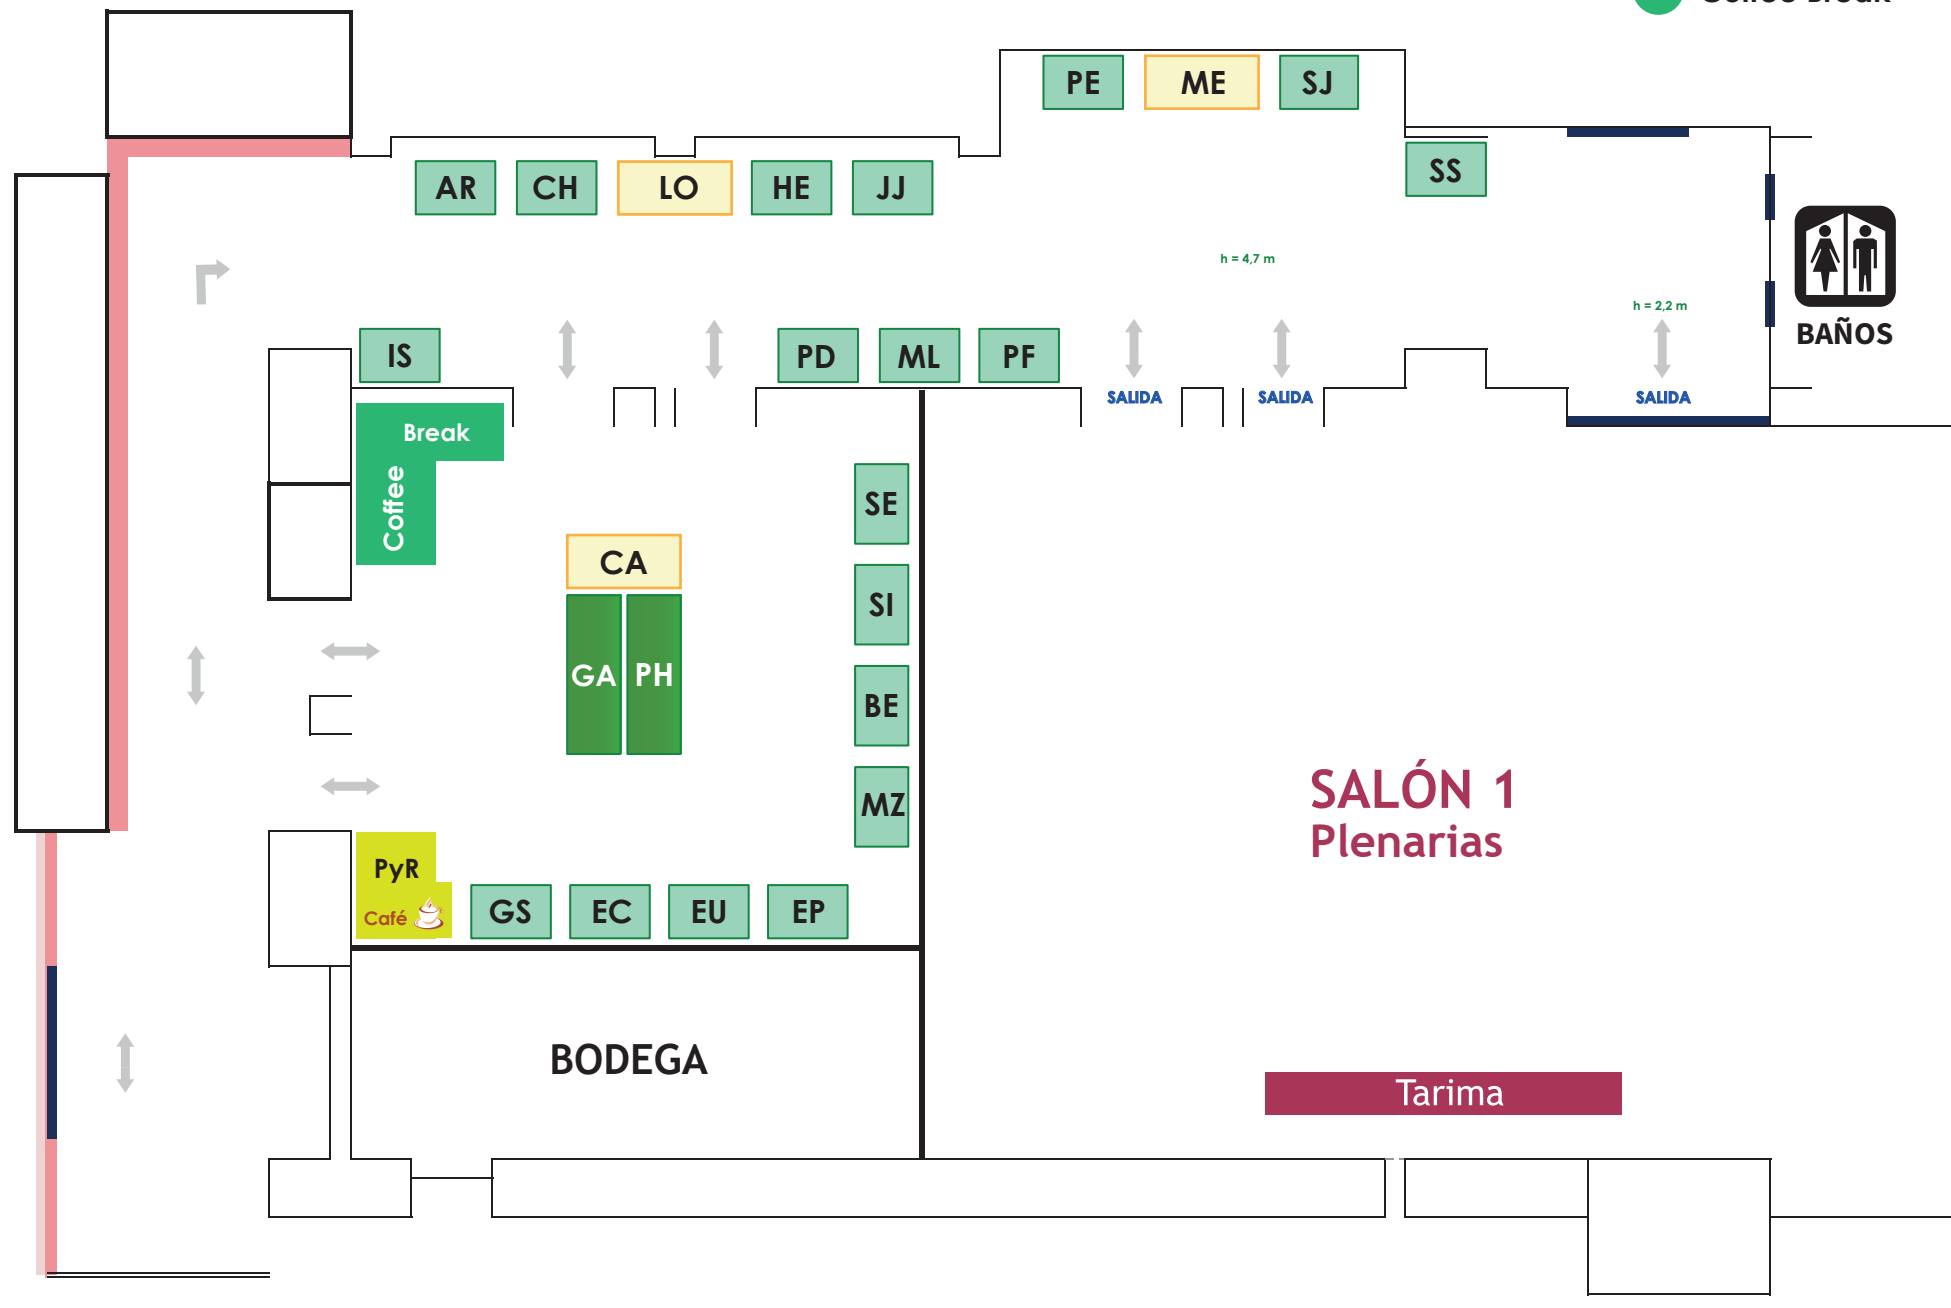 PE ME SJ
SS
AR CH LO HE JJ
h = 4,7 m
h = 2,2 m
BAÑOS
IS PD ML PF
SALIDA SALIDA SALIDA
Break
Coffee
SE
CA
SI
GA PH
BE
MZ
SALÓN 1
Plenarias
PyR
Café
GS EC EU EP
BODEGA
Tarima